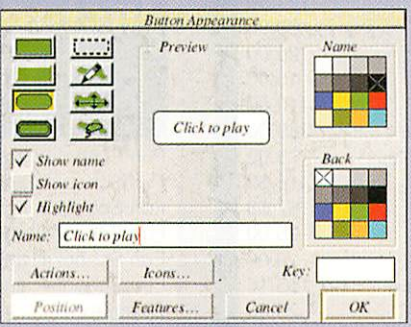 Button Appearance
Preview
Name
Click to play
Show name
Show icon
Highlight
Back
Name: Click to play
Actions...
Icons...
Key:
Position
Features...
Cancel
OK